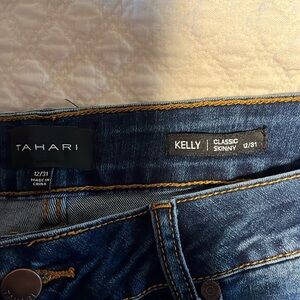 TAHARI
12/31
MADE IN
CHINA
KELLY | CLASSIC
SKINNY 12/31